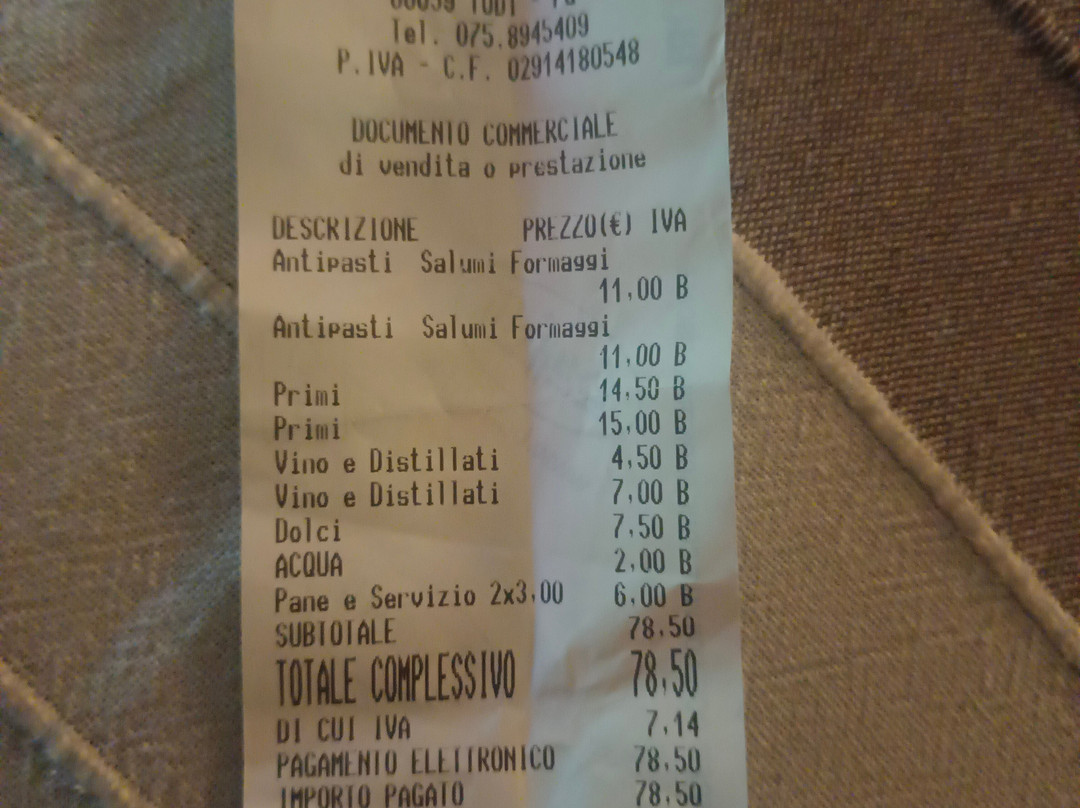 06059 TODI - PG
Tel. 075.8945409
P.IVA - C.F. 02914180548
DOCUMENTO COMMERCIALE
di vendita o prestazione
DESCRIZIONE PREZZO(€) IVA
Antipasti Salumi Formaggi
11,00 B
Antipasti Salumi Formaggi
11,00 B
Primi 14,50 B
Primi 15,00 B
Vino e Distillati 4,50 B
Vino e Distillati 7,00 B
Dolci 7,50 B
ACQUA 2,00 B
Pane e Servizio 2x3,00 6,00 B
SUBTOTALE 78,50
TOTALE COMPLESSIVO 78,50
DI CUI IVA 7,14
PAGAMENTO ELETTRONICO 78,50
IMPORTO PAGATO 78,50